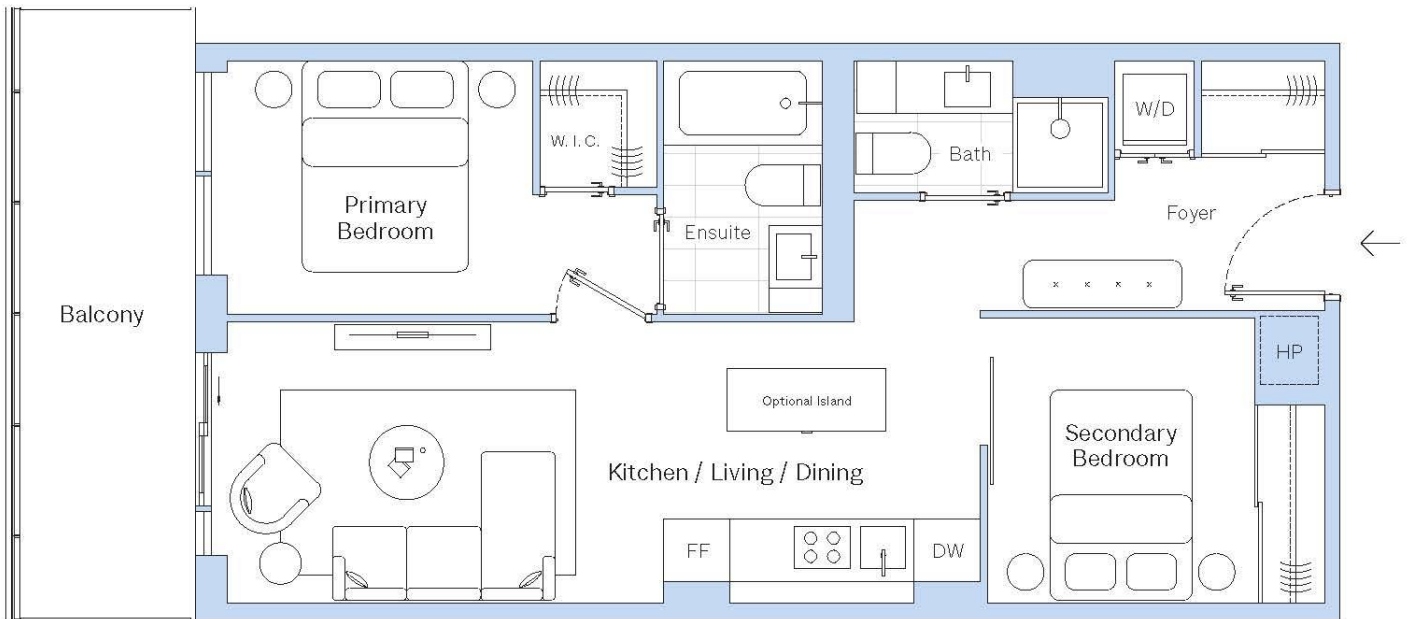 W/D
W.I.C.
Bath
Primary
Bedroom
Foyer
Ensuite
Balcony
x x x x
HP
Optional Island
Secondary
Bedroom
Kitchen / Living / Dining
FF
DW